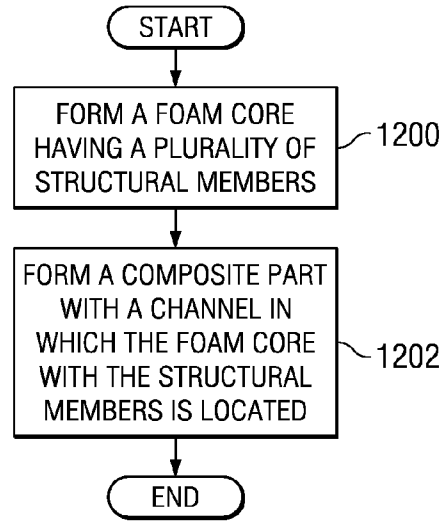 START
FORM A FOAM CORE
HAVING A PLURALITY OF
STRUCTURAL MEMBERS
1200
FORM A COMPOSITE PART
WITH A CHANNEL IN
WHICH THE FOAM CORE
WITH THE STRUCTURAL
MEMBERS IS LOCATED
1202
END